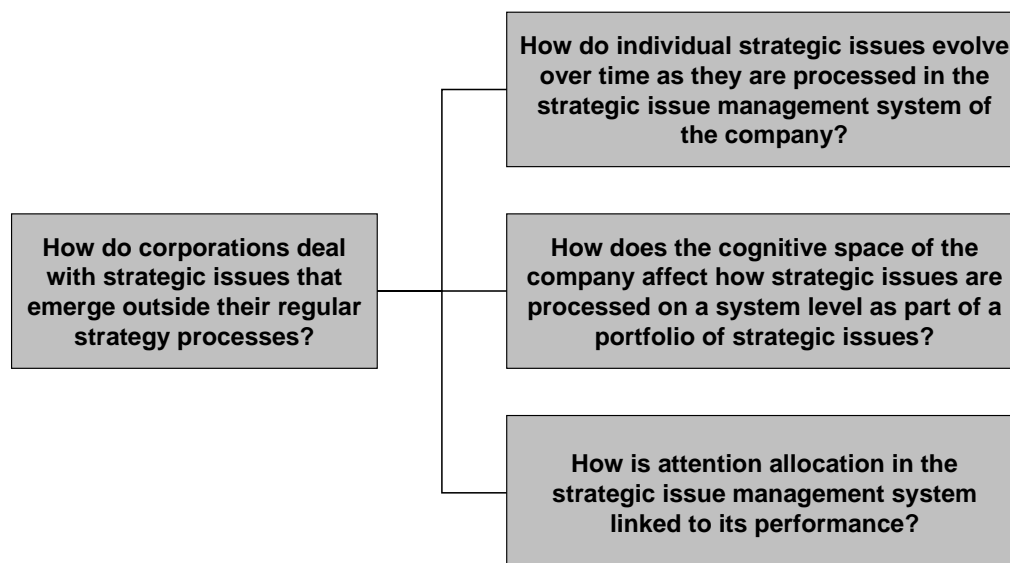 How do individual strategic issues evolve
over time as they are processed in the
strategic issue management system of
the company?
How do corporations deal
with strategic issues that
emerge outside their regular
strategy processes?
How does the cognitive space of the
company affect how strategic issues are
processed on a system level as part of a
portfolio of strategic issues?
How is attention allocation in the
strategic issue management system
linked to its performance?